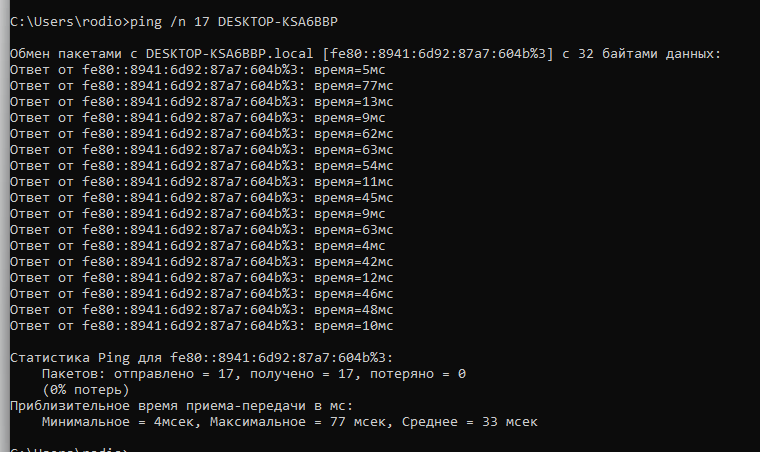 C:\Users\rodio>ping /n 17 DESKTOP-KSA6BBP
Обмен пакетами с DESKTOP-KSA6BBP.local [fe80::8941:6d92:87a7:604b%3] с 32 байтами данных:
Ответ от fe80::8941:6d92:87a7:604b%3: время=5мс
Ответ от fe80::8941:6d92:87a7:604b%3: время=77мс
Ответ от fe80::8941:6d92:87a7:604b%3: время=13мс
Ответ от fe80::8941:6d92:87a7:604b%3: время=9мс
Ответ от fe80::8941:6d92:87a7:604b%3: время=62мс
Ответ от fe80::8941:6d92:87a7:604b%3: время=63мс
Ответ от fe80::8941:6d92:87a7:604b%3: время=54мс
Ответ от fe80::8941:6d92:87a7:604b%3: время=11мс
Ответ от fe80::8941:6d92:87a7:604b%3: время=45мс
Ответ от fe80::8941:6d92:87a7:604b%3: время=9мс
Ответ от fe80::8941:6d92:87a7:604b%3: время=63мс
Ответ от fe80::8941:6d92:87a7:604b%3: время=4мс
Ответ от fe80::8941:6d92:87a7:604b%3: время=42мс
Ответ от fe80::8941:6d92:87a7:604b%3: время=12мс
Ответ от fe80::8941:6d92:87a7:604b%3: время=46мс
Ответ от fe80::8941:6d92:87a7:604b%3: время=48мс
Ответ от fe80::8941:6d92:87a7:604b%3: время=10мс
Статистика Ping для fe80::8941:6d92:87a7:604b%3:
Пакетов: отправлено = 17, получено = 17, потеряно = 0
(0% потерь)
Приблизительное время приема-передачи в мс:
Минимальное = 4мсек, Максимальное = 77 мсек, Среднее = 33 мсек
C:\Users\rodio>